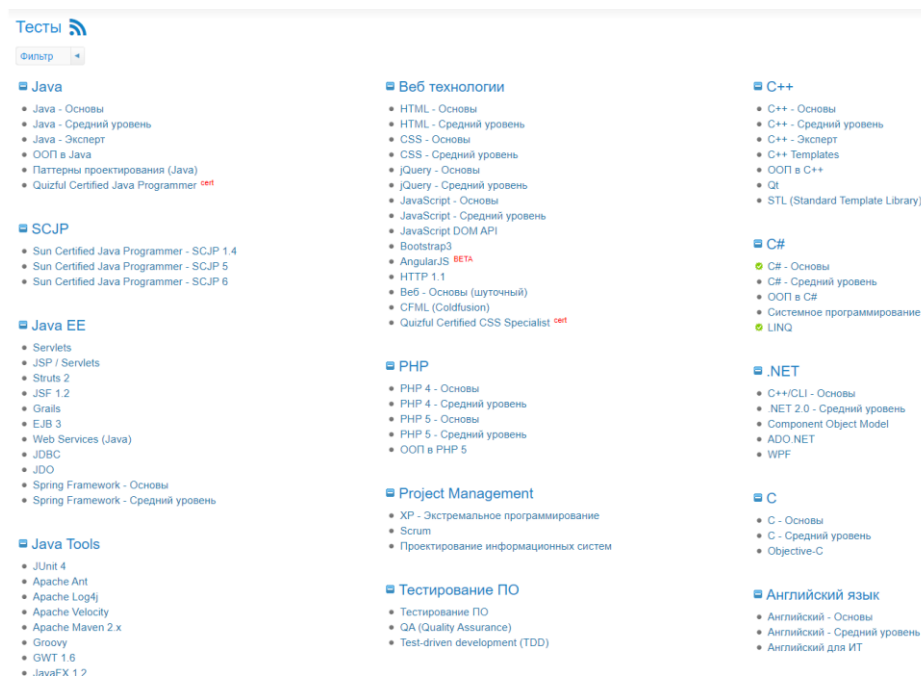 Тесты
Фильтр
Java
Java - Основы
Java - Средний уровень
Java - Эксперт
ООП в Java
Паттерны проектирования (Java)
Quizful Certified Java Programmer cert
SCJP
Sun Certified Java Programmer - SCJP 1.4
Sun Certified Java Programmer - SCJP 5
Sun Certified Java Programmer - SCJP 6
Java EE
Servlets
JSP / Servlets
Struts 2
JSF 1.2
Grails
EJB 3
Web Services (Java)
JDBC
JDO
Spring Framework - Основы
Spring Framework - Средний уровень
Java Tools
JUnit 4
Apache Ant
Apache Log4j
Apache Velocity
Apache Maven 2.x
Groovy
GWT 1.6
JavaFX 1.2
Веб технологии
HTML - Основы
HTML - Средний уровень
CSS - Основы
CSS - Средний уровень
jQuery - Основы
jQuery - Средний уровень
JavaScript - Основы
JavaScript - Средний уровень
JavaScript DOM API
Bootstrap3
AngularJS BETA
HTTP 1.1
Веб - Основы (шуточный)
CFML (Coldfusion)
Quizful Certified CSS Specialist cert
PHP
PHP 4 - Основы
PHP 4 - Средний уровень
PHP 5 - Основы
PHP 5 - Средний уровень
ООП в PHP 5
Project Management
XP - Экстремальное программирование
Scrum
Проектирование информационных систем
Тестирование ПО
Тестирование ПО
QA (Quality Assurance)
Test-driven development (TDD)
C++
C++ - Основы
C++ - Средний уровень
C++ - Эксперт
C++ Templates
ООП в C++
Qt
STL (Standard Template Library)
C#
C# - Основы
C# - Средний уровень
ООП в C#
Системное программирование
LINQ
.NET
C++/CLI - Основы
.NET 2.0 - Средний уровень
Component Object Model
ADO.NET
WPF
C
C - Основы
C - Средний уровень
Objective-C
Английский язык
Английский - Основы
Английский - Средний уровень
Английский для ИТ